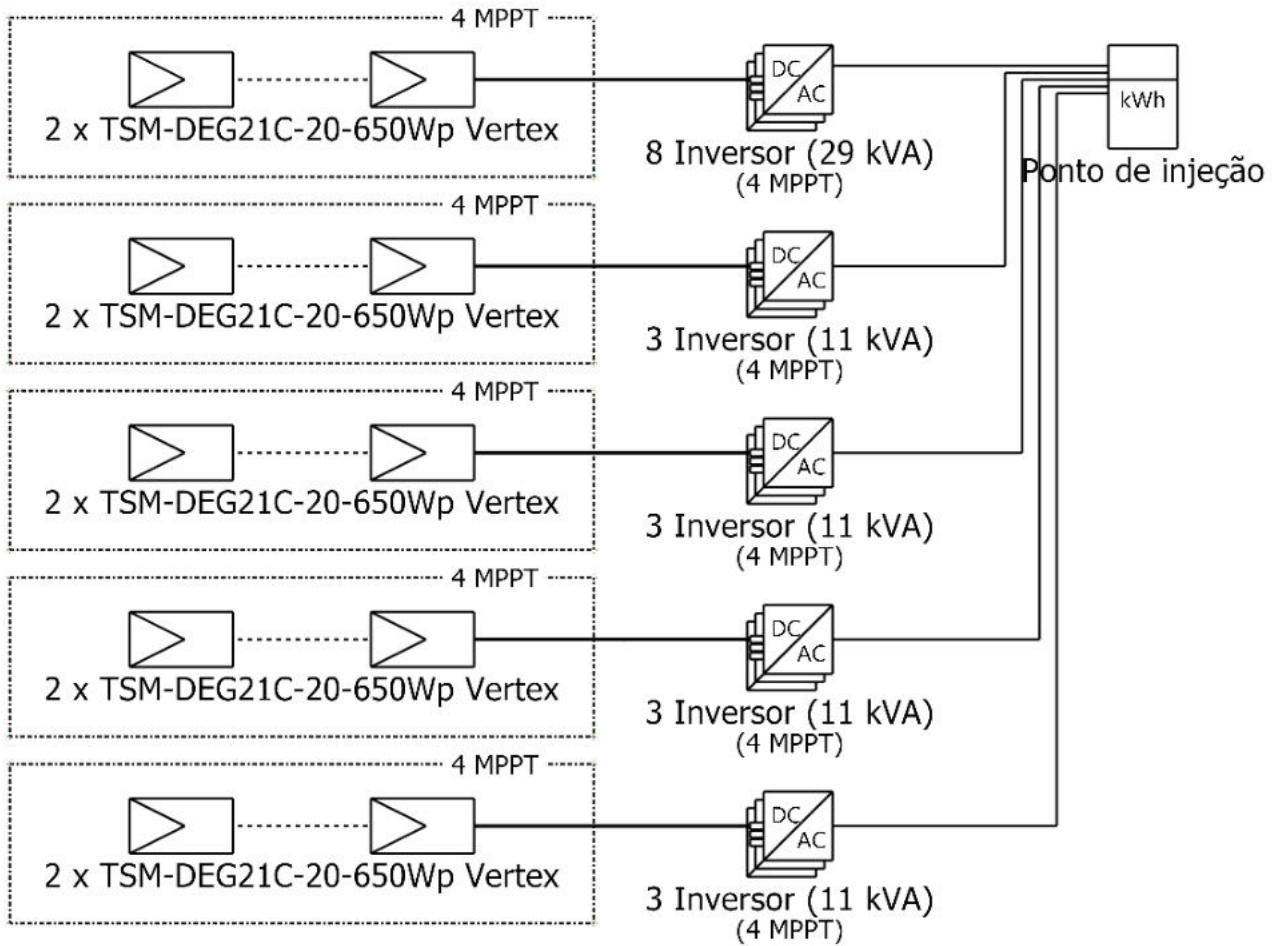 4 MPPT
2 x TSM-DEG21C-20-650Wp Vertex
DC
AC
8 Inversor (29 kVA)
(4 MPPT)
kWh
Ponto de injeção
4 MPPT
2 x TSM-DEG21C-20-650Wp Vertex
DC
AC
3 Inversor (11 kVA)
(4 MPPT)
4 MPPT
2 x TSM-DEG21C-20-650Wp Vertex
DC
AC
3 Inversor (11 kVA)
(4 MPPT)
4 MPPT
2 x TSM-DEG21C-20-650Wp Vertex
DC
AC
3 Inversor (11 kVA)
(4 MPPT)
4 MPPT
2 x TSM-DEG21C-20-650Wp Vertex
DC
AC
3 Inversor (11 kVA)
(4 MPPT)